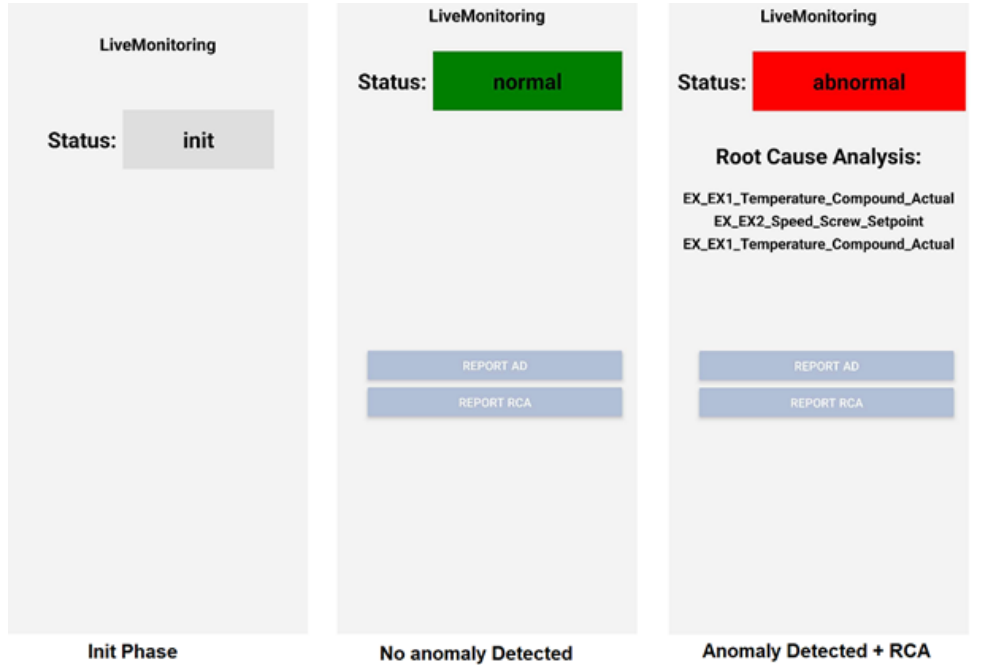 LiveMonitoring
Status: init
Init Phase
LiveMonitoring
Status: normal
REPORT AD
REPORT RCA
No anomaly Detected
LiveMonitoring
Status: abnormal
Root Cause Analysis:
EX_EX1_Temperature_Compound_Actual
EX_EX2_Speed_Screw_Setpoint
EX_EX1_Temperature_Compound_Actual
REPORT AD
REPORT RCA
Anomaly Detected + RCA